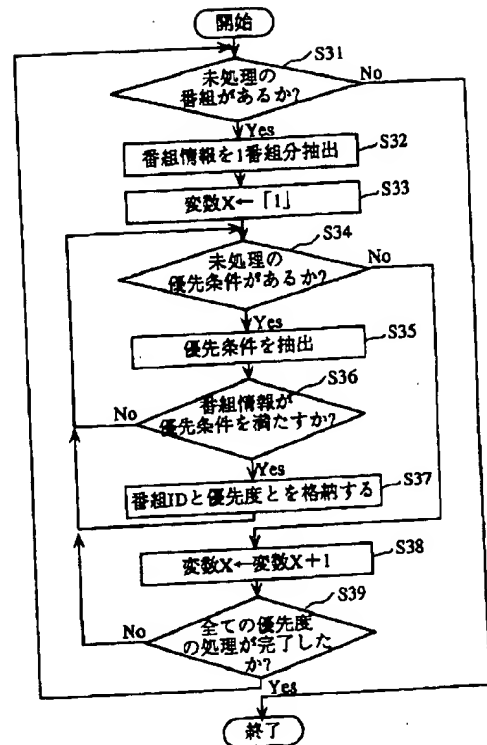 開始
S31
未処理の
番組があるか?
No
Yes
S32
番組情報を1番組分抽出
S33
変数X←「1」
S34
未処理の
優先条件があるか?
No
Yes
S35
優先条件を抽出
S36
番組情報が
優先条件を満たすか?
No
Yes
S37
番組IDと優先度とを格納する
S38
変数X←変数X+1
S39
全ての優先度
の処理が完了した
か?
No
Yes
終了